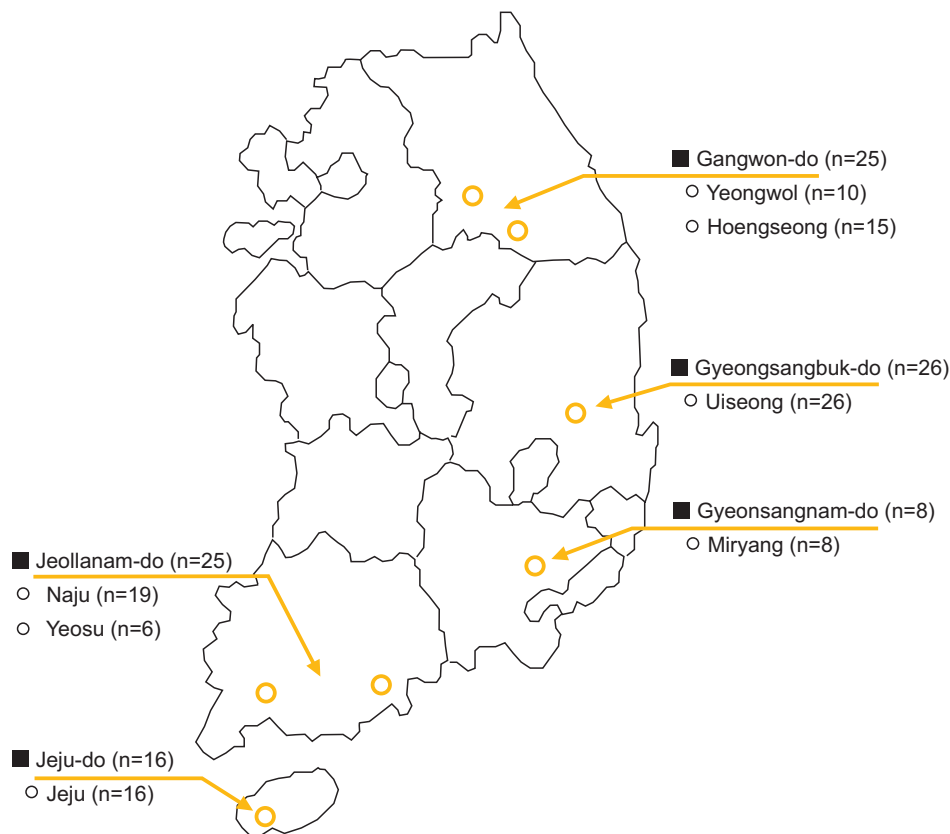 ■ Gangwon-do (n=25)
○ Yeongwol (n=10)
○ Hoengseong (n=15)
■ Gyeongsangbuk-do (n=26)
○ Uiseong (n=26)
■ Gyeonsangnam-do (n=8)
○ Miryang (n=8)
■ Jeollanam-do (n=25)
○ Naju (n=19)
○ Yeosu (n=6)
■ Jeju-do (n=16)
○ Jeju (n=16)